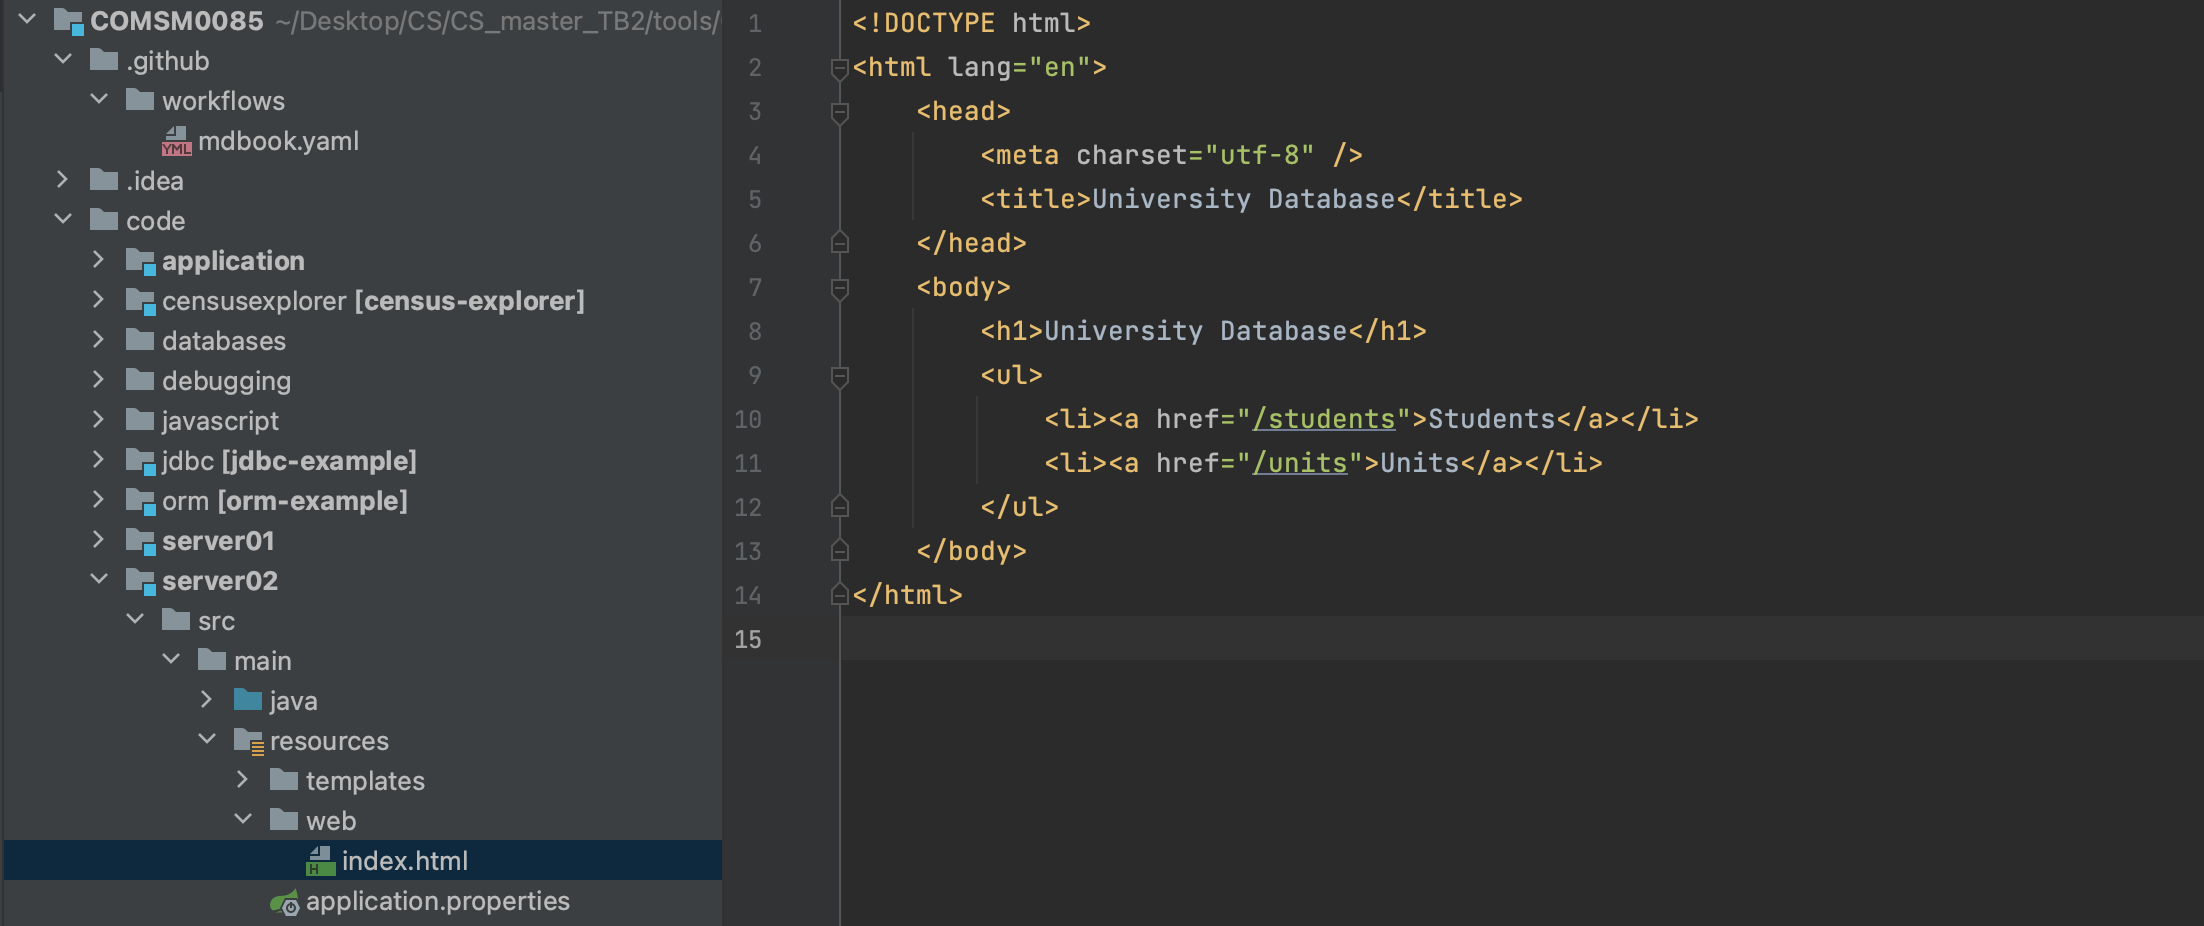 COMSM0085 ~/Desktop/CS/CS_master_TB2/tools/
.github
workflows
mdbook.yaml
.idea
code
application
censusexplorer [census-explorer]
databases
debugging
javascript
jdbc [jdbc-example]
orm [orm-example]
server01
server02
src
main
java
resources
templates
web
index.html
application.properties
1 <!DOCTYPE html>
2 <html lang="en">
3 <head>
4 <meta charset="utf-8" />
5 <title>University Database</title>
6 </head>
7 <body>
8 <h1>University Database</h1>
9 <ul>
10 <li><a href="/students">Students</a></li>
11 <li><a href="/units">Units</a></li>
12 </ul>
13 </body>
14 </html>
15